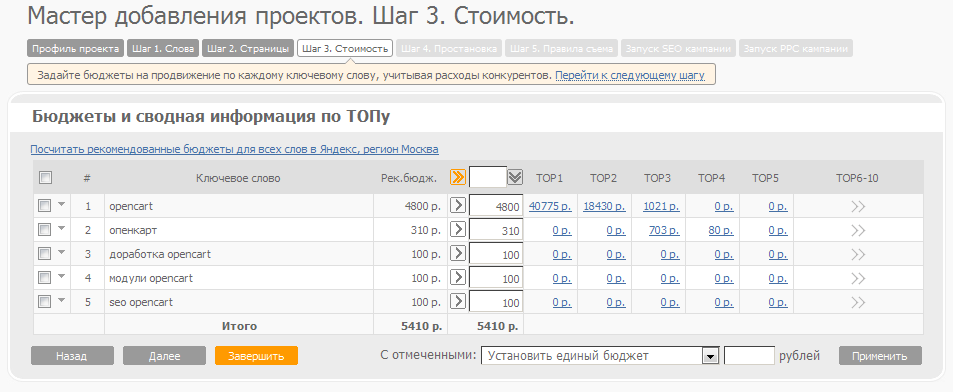 Мастер добавления проектов. Шаг 3. Стоимость.
Профиль проекта Шаг 1. Слова Шаг 2. Страницы Шаг 3. Стоимость Шаг 4. Простановка Шаг 5. Правила съема Запуск SEO кампании Запуск PPC кампании
Задайте бюджеты на продвижение по каждому ключевому слову, учитывая расходы конкурентов. Перейти к следующему шагу
Бюджеты и сводная информация по ТОПу
Посчитать рекомендованные бюджеты для всех слов в Яндекс, регион Москва
# Ключевое слово Рек.бюдж. TOP1 TOP2 TOP3 TOP4 TOP5 TOP6-10
1 opencart 4800 р. 4800 40775 р. 18430 р. 1021 р. 0 р. 0 р.
2 опенкарт 310 р. 310 0 р. 0 р. 703 р. 80 р. 0 р.
3 доработка opencart 100 р. 100 0 р. 0 р. 0 р. 0 р. 0 р.
4 модули opencart 100 р. 100 0 р. 0 р. 0 р. 0 р. 0 р.
5 seo opencart 100 р. 100 0 р. 0 р. 0 р. 0 р. 0 р.
Итого 5410 р. 5410 р.
Назад Далее Завершить С отмеченными: Установить единый бюджет рублей Применить